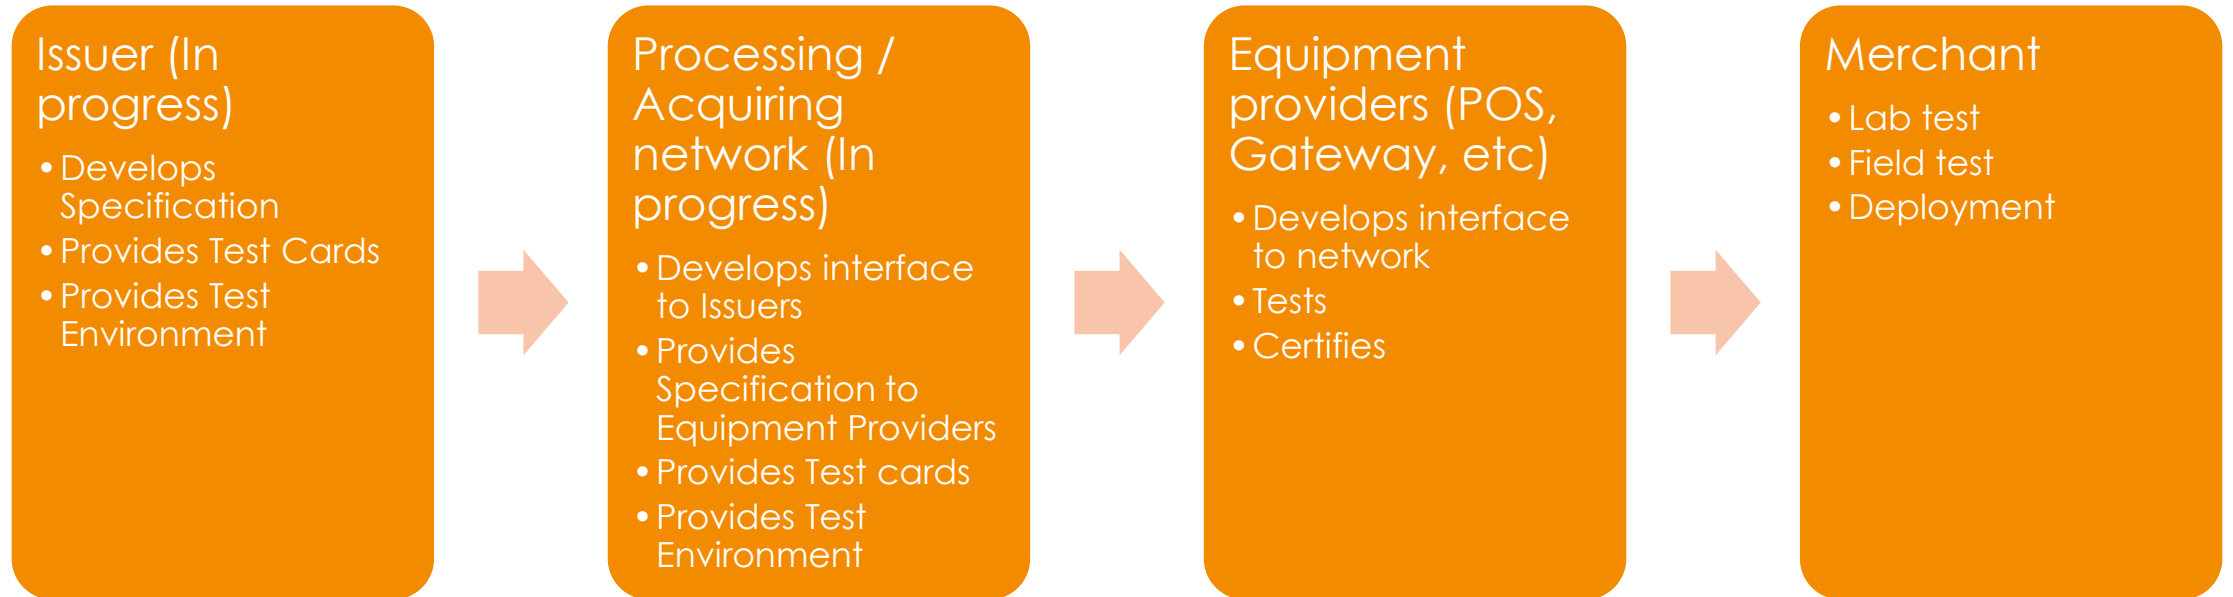 Issuer (In
progress)
•Develops
Specification
•Provides Test Cards
•Provides Test
Environment
Processing /
Acquiring
network (In
progress)
•Develops interface
to Issuers
•Provides
Specification to
Equipment Providers
•Provides Test cards
•Provides Test
Environment
Equipment
providers (POS,
Gateway, etc)
•Develops interface
to network
•Tests
•Certifies
Merchant
•Lab test
•Field test
•Deployment